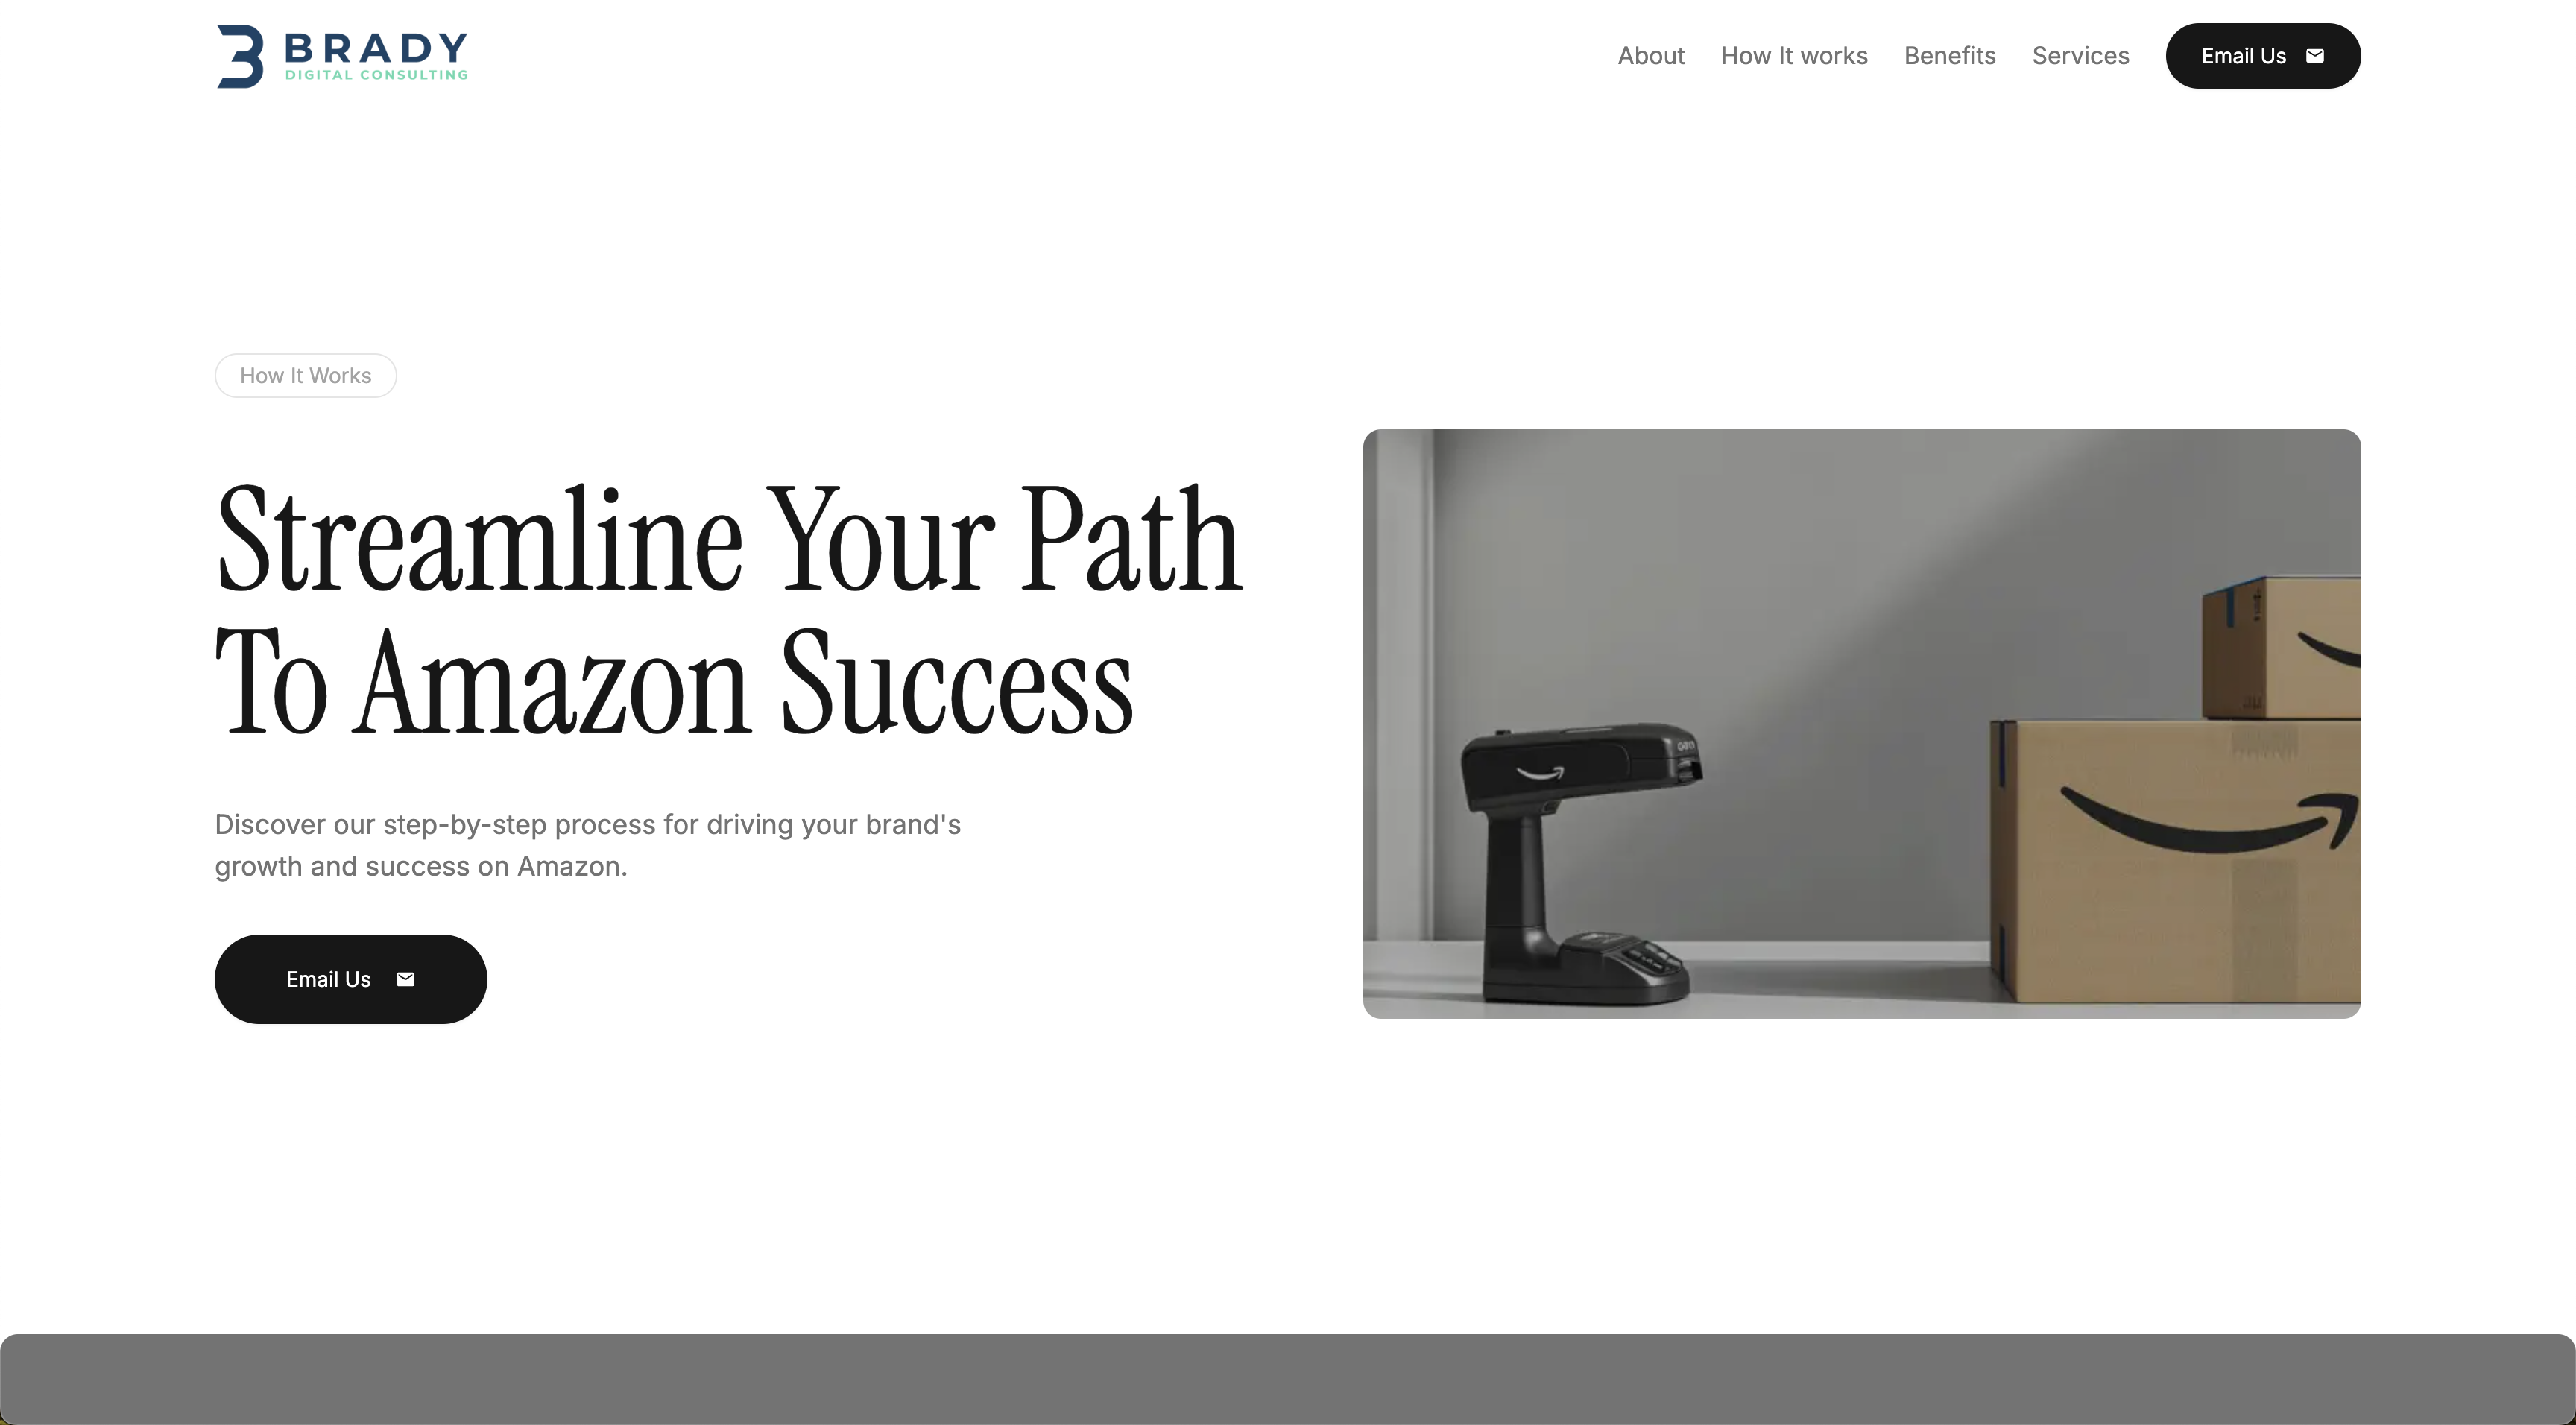 BRADY
DIGITAL CONSULTING
About How It works Benefits Services Email Us
How It Works
Streamline Your Path
To Amazon Success
Discover our step-by-step process for driving your brand's
growth and success on Amazon.
Email Us